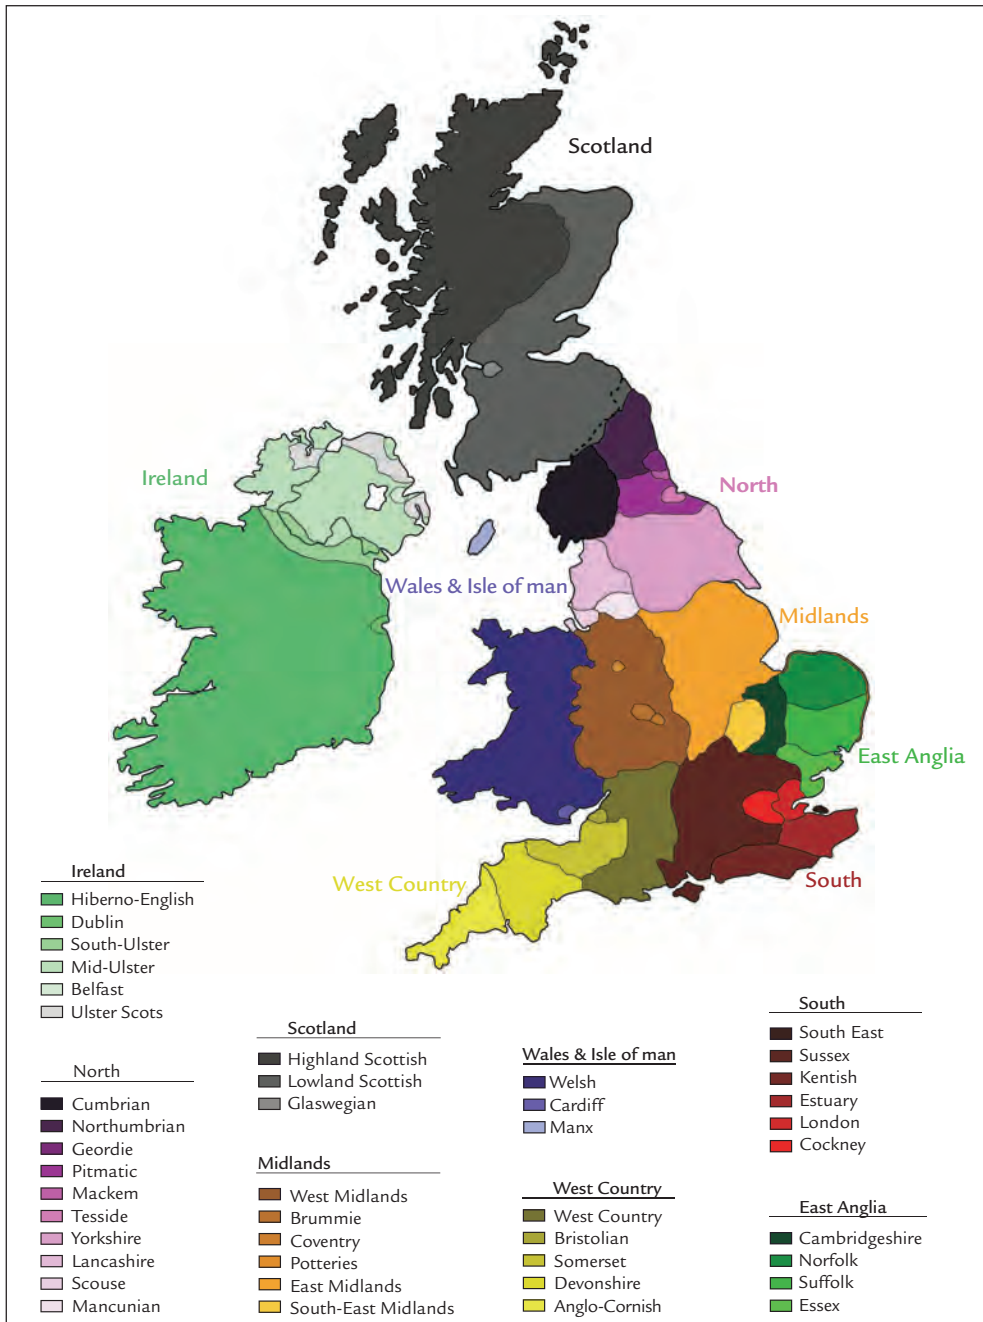 Scotland
Ireland
North
Wales & Isle of man
Midlands
East Anglia
West Country
South
Ireland
Hiberno-English
Dublin
South-Ulster
Mid-Ulster
Belfast
Ulster Scots
North
Cumbrian
Northumbrian
Geordie
Pitmatic
Mackem
Tesside
Yorkshire
Lancashire
Scouse
Mancunian
Scotland
Highland Scottish
Lowland Scottish
Glaswegian
Midlands
West Midlands
Brummie
Coventry
Potteries
East Midlands
South-East Midlands
Wales & Isle of man
Welsh
Cardiff
Manx
West Country
West Country
Bristolian
Somerset
Devonshire
Anglo-Cornish
South
South East
Sussex
Kentish
Estuary
London
Cockney
East Anglia
Cambridgeshire
Norfolk
Suffolk
Essex